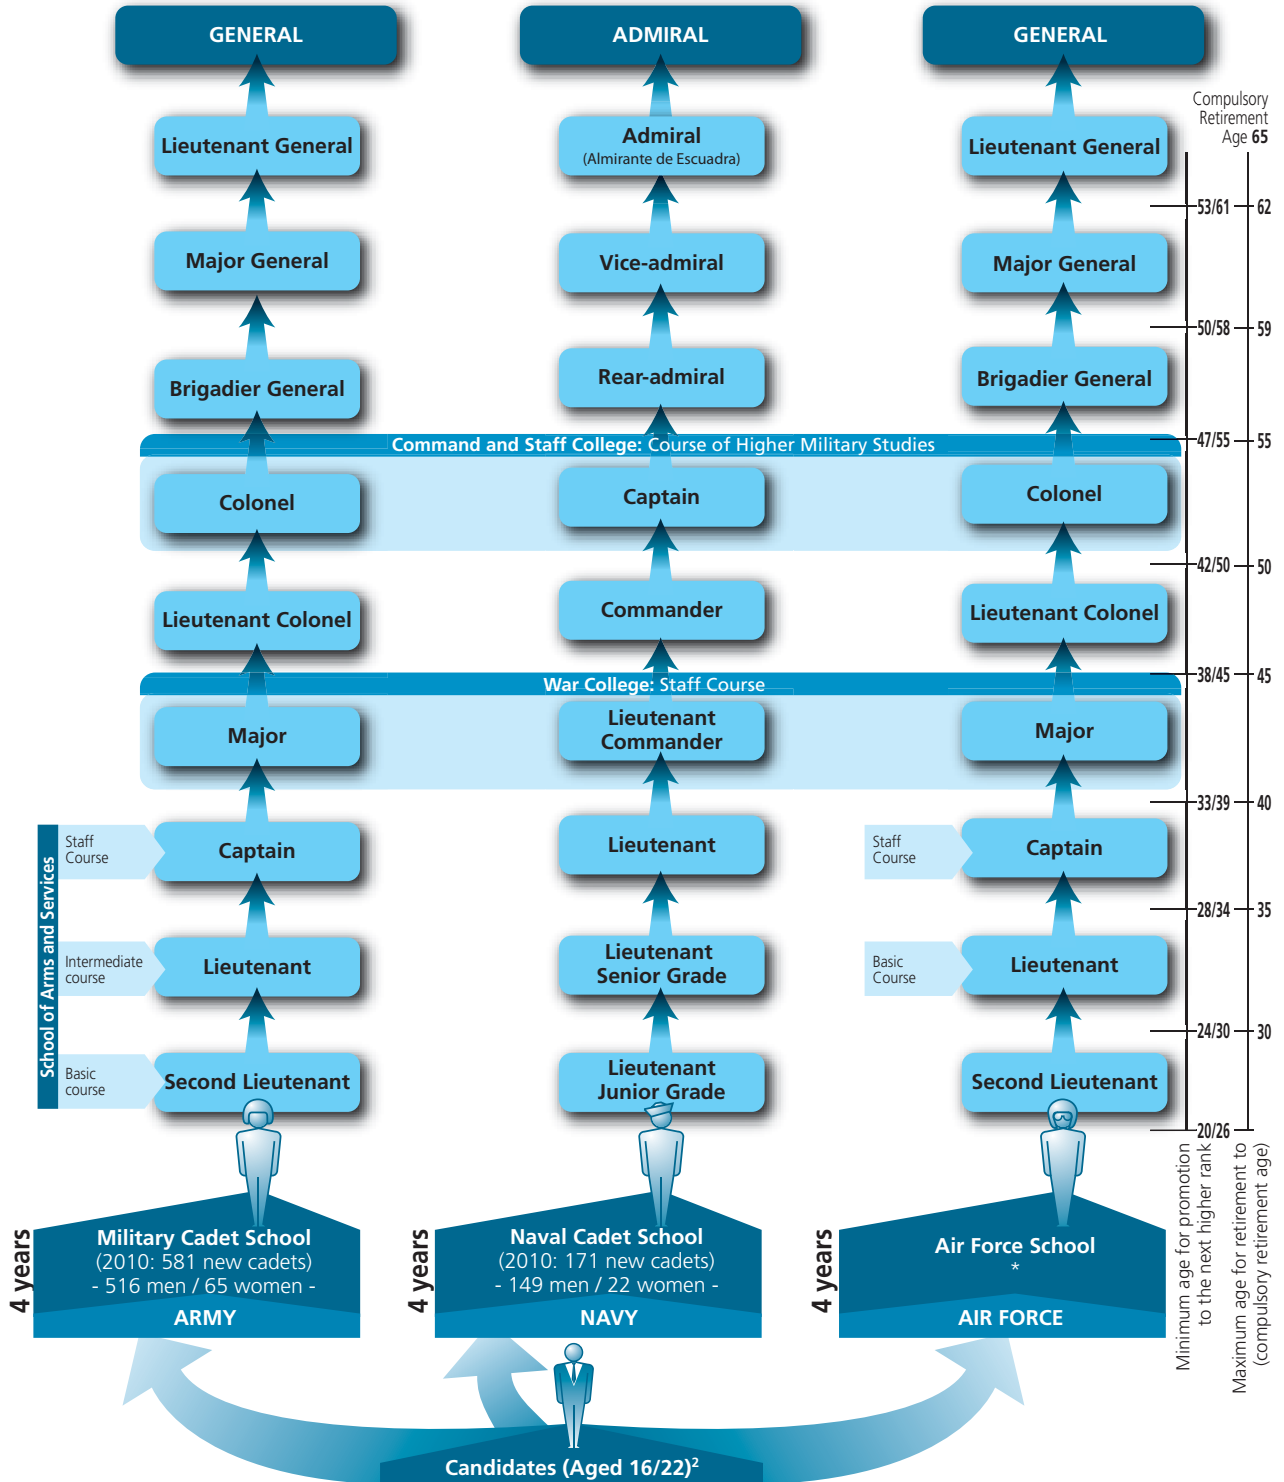 GENERAL
ADMIRAL
GENERAL
Compulsory
Retirement
Age 65
Lieutenant General
Admiral
(Almirante de Escuadra)
Lieutenant General
53/61
62
Major General
Vice-admiral
Major General
50/58
59
Brigadier General
Rear-admiral
Brigadier General
Command and Staff College: Course of Higher Military Studies
47/55
55
Colonel
Captain
Colonel
42/50
50
Lieutenant Colonel
Commander
Lieutenant Colonel
War College: Staff Course
38/45
45
Major
Lieutenant
Commander
Major
33/39
40
School of Arms and Services
Staff
Course
Captain
Lieutenant
Staff
Course
Captain
28/34
35
Intermediate
course
Lieutenant
Lieutenant
Senior Grade
Basic
Course
Lieutenant
24/30
30
Basic
course
Second Lieutenant
Lieutenant
Junior Grade
Second Lieutenant
20/26
Minimum age for promotion
to the next higher rank
Maximum age for retirement to
(compulsory retirement age)
4 years
Military Cadet School
(2010: 581 new cadets)
- 516 men / 65 women -
ARMY
4 years
Naval Cadet School
(2010: 171 new cadets)
- 149 men / 22 women -
NAVY
4 years
Air Force School
*
AIR FORCE
Candidates (Aged 16/22)2